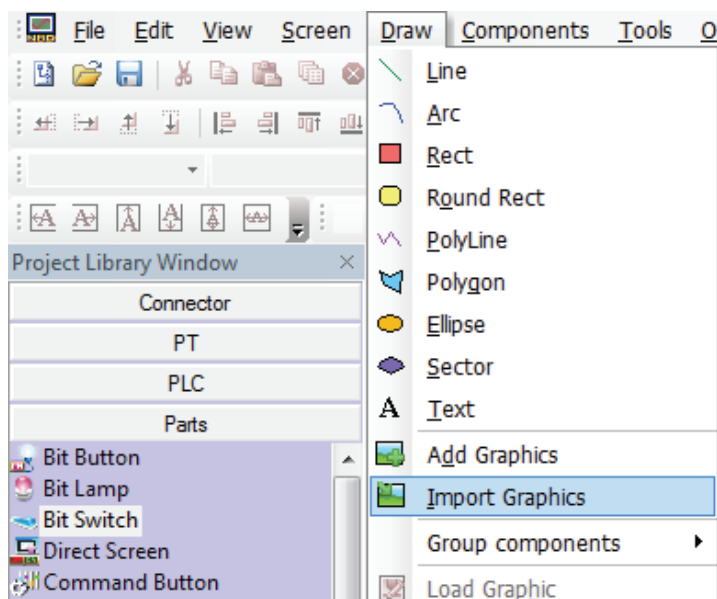 File Edit View Screen Draw Components Tools O
Line
Arc
Rect
Round Rect
PolyLine
Polygon
Ellipse
Sector
Text
Add Graphics
Import Graphics
Group components
Load Graphic
Project Library Window
Connector
PT
PLC
Parts
Bit Button
Bit Lamp
Bit Switch
Direct Screen
Command Button